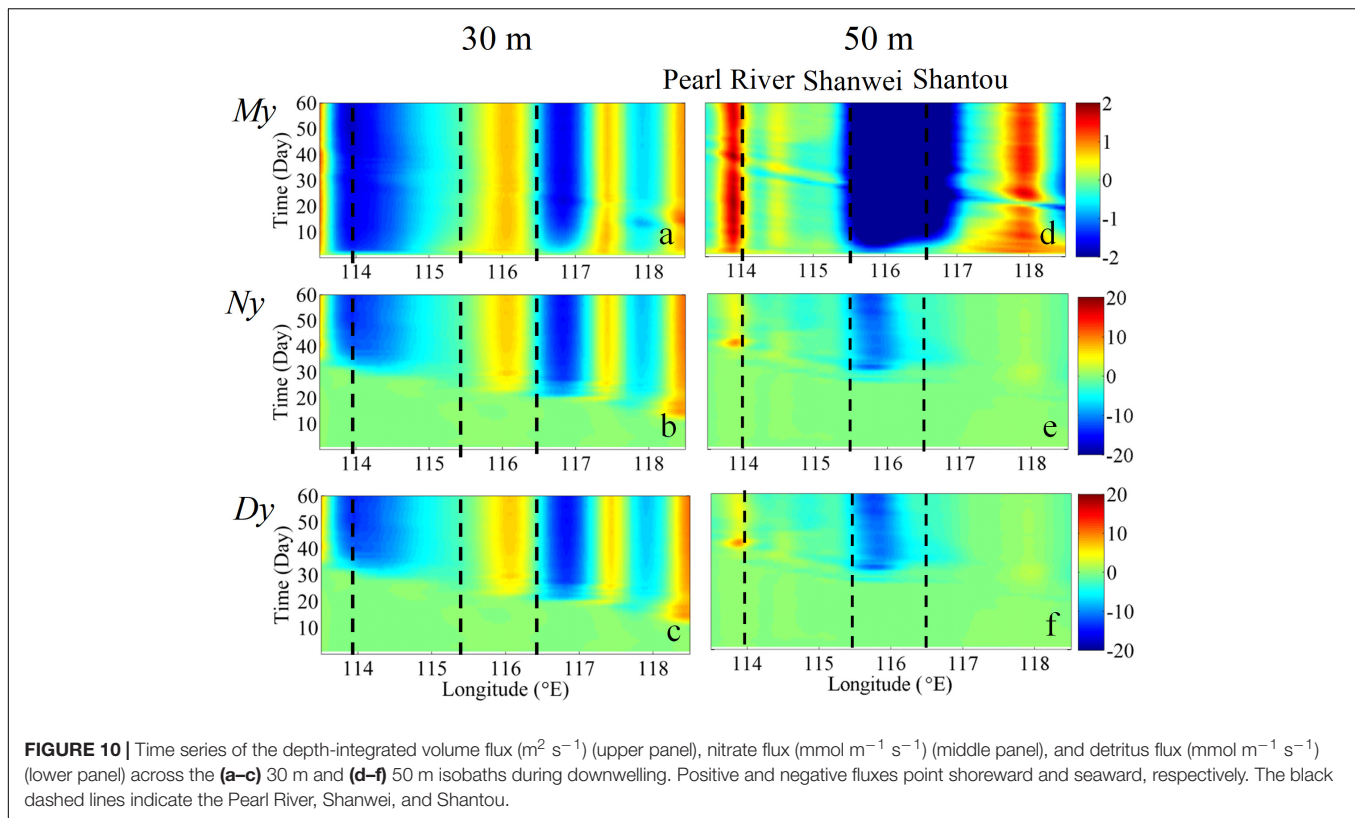 30 m 50 m
Pearl River Shanwei Shantou
My
Time (Day)
60
50
40
30
20
10
114 115 116 117 118
a
114 115 116 117 118
d
2
1
0
-1
-2
Ny
Time (Day)
60
50
40
30
20
10
114 115 116 117 118
b
114 115 116 117 118
e
20
10
0
-10
-20
Dy
Time (Day)
60
50
40
30
20
10
114 115 116 117 118
c
Longitude (°E)
114 115 116 117 118
f
Longitude (°E)
20
10
0
-10
-20
FIGURE 10 | Time series of the depth-integrated volume flux (m² s⁻¹) (upper panel), nitrate flux (mmol m⁻¹ s⁻¹) (middle panel), and detritus flux (mmol m⁻¹ s⁻¹)
(lower panel) across the (a–c) 30 m and (d–f) 50 m isobaths during downwelling. Positive and negative fluxes point shoreward and seaward, respectively. The black
dashed lines indicate the Pearl River, Shanwei, and Shantou.